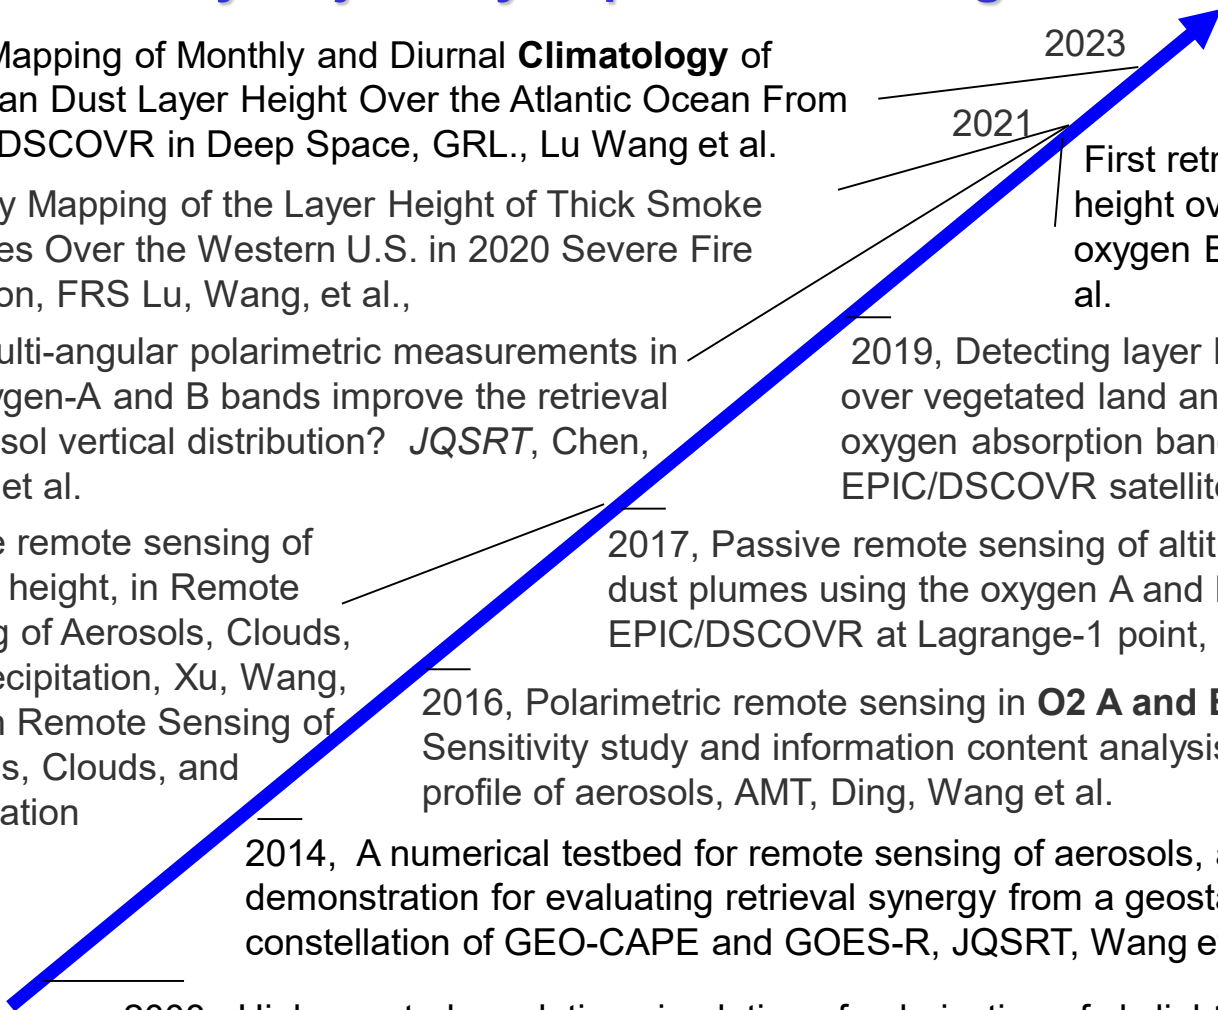 Mapping of Monthly and Diurnal Climatology of
an Dust Layer Height Over the Atlantic Ocean From
DSCOVR in Deep Space, GRL., Lu Wang et al.
2023
2021
y Mapping of the Layer Height of Thick Smoke
es Over the Western U.S. in 2020 Severe Fire
on, FRS Lu, Wang, et al.,
First retr
height ov
oxygen
al.
ulti-angular polarimetric measurements in
ygen-A and B bands improve the retrieval
sol vertical distribution? JQSRT, Chen,
et al.
2019, Detecting layer
over vegetated land an
oxygen absorption ban
EPIC/DSCOVR satellite
e remote sensing of
height, in Remote
g of Aerosols, Clouds,
ecipitation, Xu, Wang,
n Remote Sensing of
s, Clouds, and
ation
2017, Passive remote sensing of altit
dust plumes using the oxygen A and
EPIC/DSCOVR at Lagrange-1 point,
2016, Polarimetric remote sensing in O2 A and
Sensitivity study and information content analysis
profile of aerosols, AMT, Ding, Wang et al.
2014, A numerical testbed for remote sensing of aerosols,
demonstration for evaluating retrieval synergy from a geosta
constellation of GEO-CAPE and GOES-R, JQSRT, Wang e